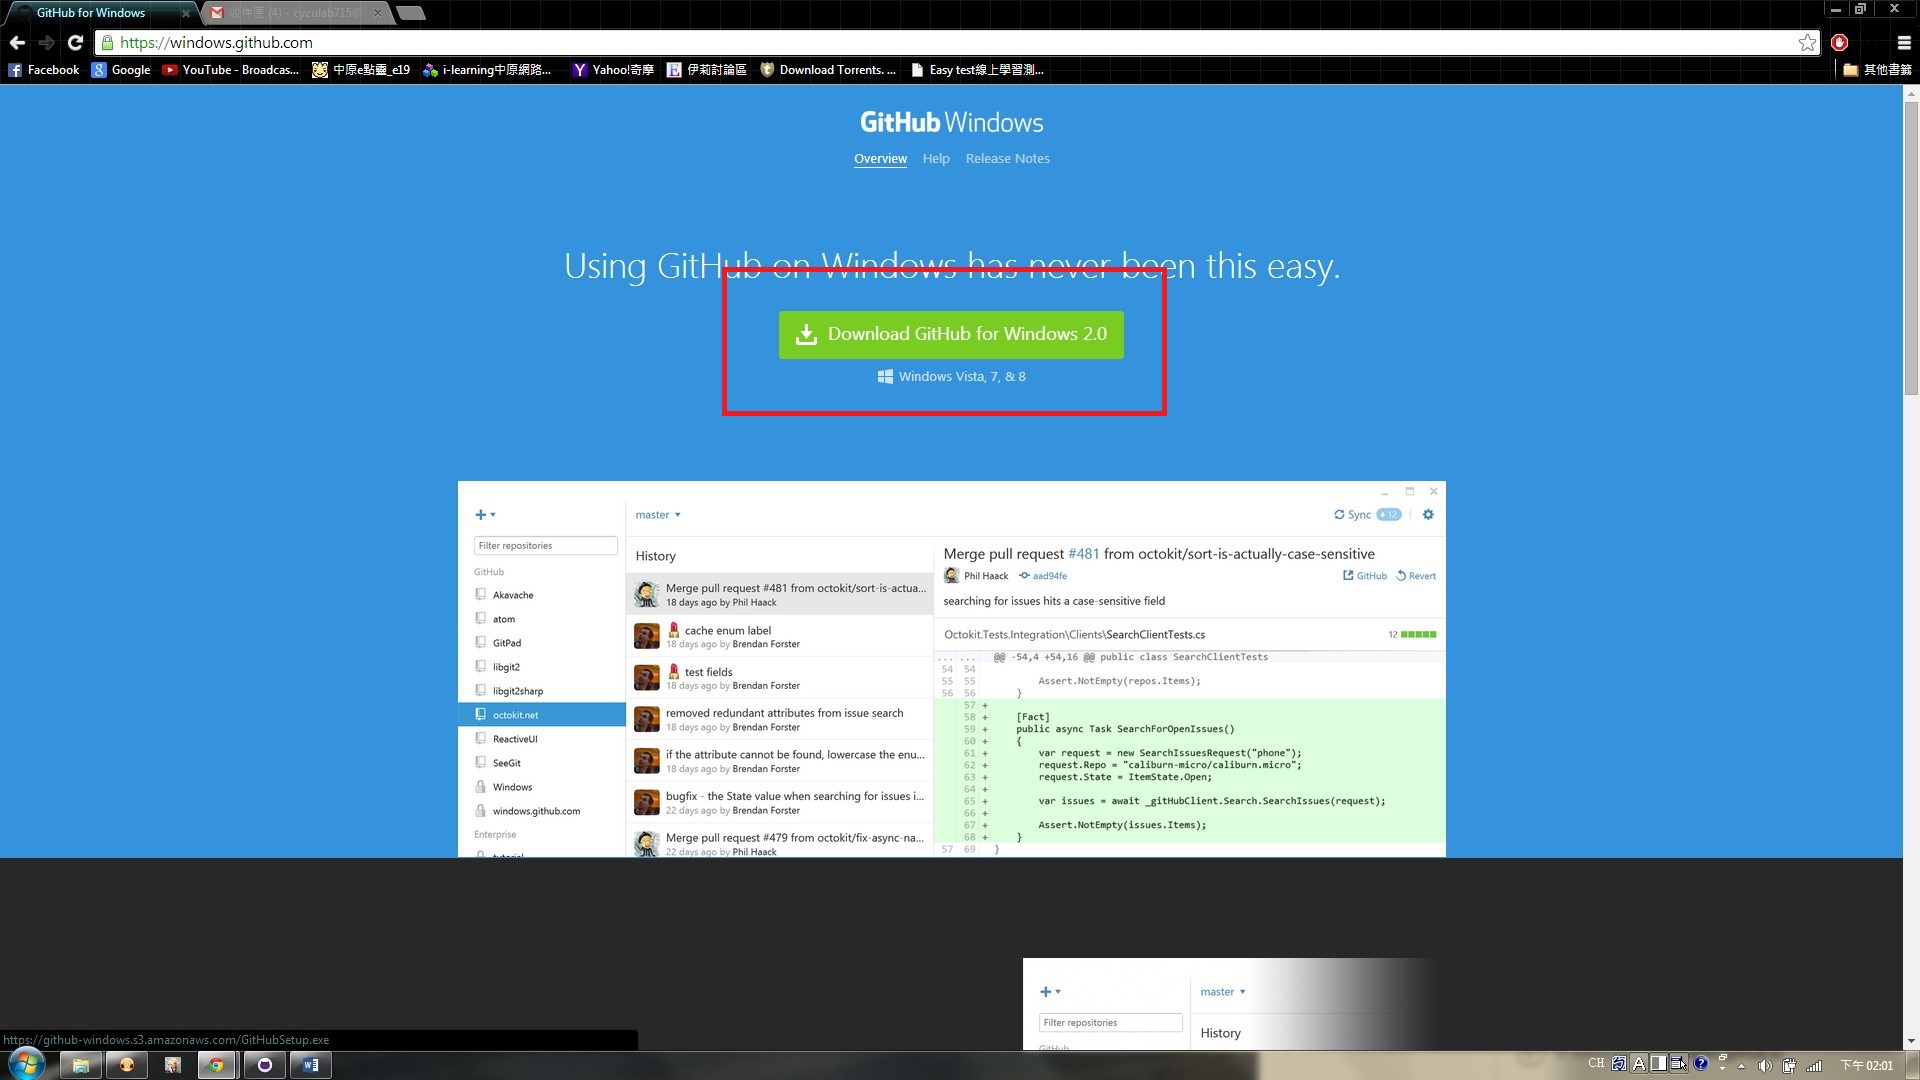 GitHub for Windows
收件匣 (4) - cyculab715@
https://windows.github.com
Facebook
Google
YouTube - Broadcas...
中原e點靈_e19
i-learning中原網路...
Yahoo!奇摩
伊莉討論區
Download Torrents. ...
Easy test線上學習測...
其他書籤
GitHub Windows
Overview Help Release Notes
Using GitHub on Windows has never been this easy.
Download GitHub for Windows 2.0
Windows Vista, 7, & 8
master
Sync 12
Filter repositories
GitHub
Akavache
atom
GitPad
libgit2
libgit2sharp
octokit.net
ReactiveUI
SeeGit
Windows
windows.github.com
Enterprise
tutorial
History
Merge pull request #481 from octokit/sort-is-actua...
18 days ago by Phil Haack
cache enum label
18 days ago by Brendan Forster
test fields
18 days ago by Brendan Forster
removed redundant attributes from issue search
18 days ago by Brendan Forster
if the attribute cannot be found, lowercase the enu...
18 days ago by Brendan Forster
bugfix - the State value when searching for issues i...
22 days ago by Brendan Forster
Merge pull request #479 from octokit/fix-async-na...
22 days ago by Phil Haack
Merge pull request #481 from octokit/sort-is-actually-case-sensitive
Phil Haack aad94fe GitHub Revert
searching for issues hits a case-sensitive field
Octokit.Tests.Integration\Clients\SearchClientTests.cs 12
... ... @@ -54,4 +54,16 @@ public class SearchClientTests
54 54
55 55 Assert.NotEmpty(repos.Items);
56 56 }
57 +
58 + [Fact]
59 + public async Task SearchForOpenIssues()
60 + {
61 + var request = new SearchIssuesRequest("phone");
62 + request.Repo = "caliburn-micro/caliburn.micro";
63 + request.State = ItemState.Open;
64 +
65 + var issues = await _gitHubClient.Search.SearchIssues(request);
66 +
67 + Assert.NotEmpty(issues.Items);
68 + }
57 69 }
master
Filter repositories
History
GitHub
https://github-windows.s3.amazonaws.com/GitHubSetup.exe
CH
A
下午 02:01